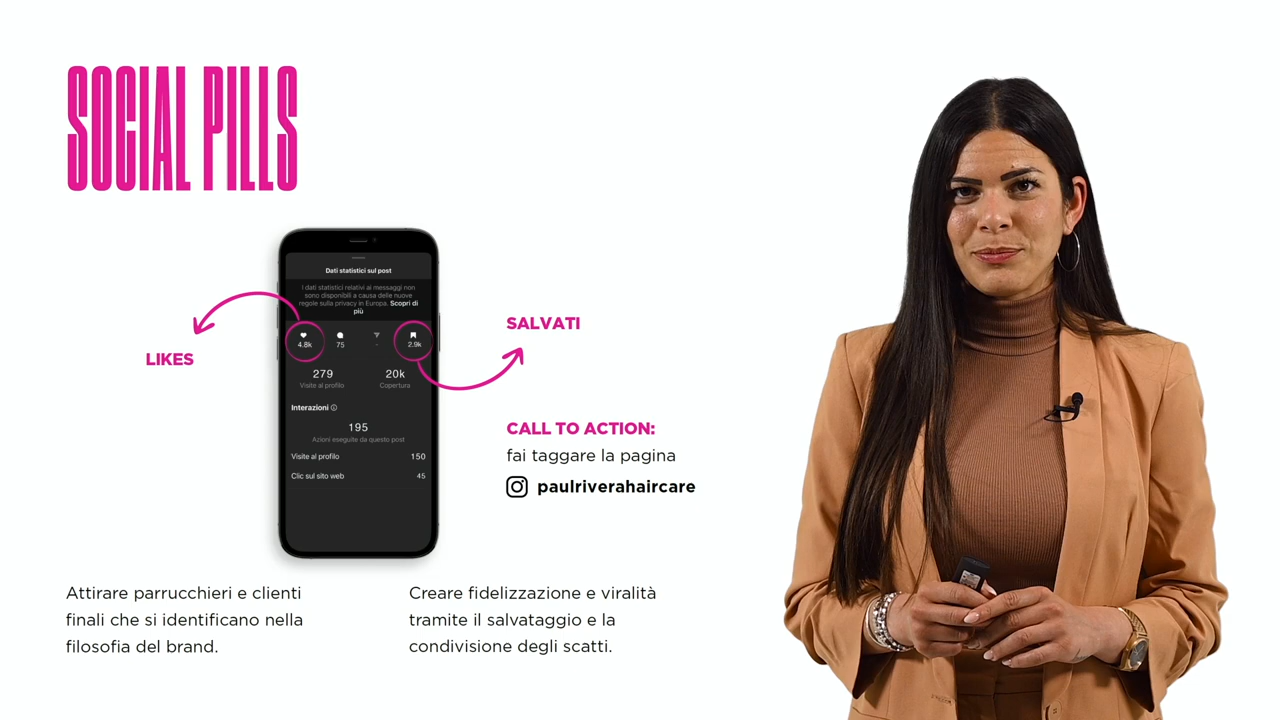 SOCIAL PILLS
Dati statistici sul post
I dati statistici relativi ai messaggi non
sono disponibili a causa delle nuove
regole sulla privacy in Europa. Scopri di
più
4.8k 75 - 2.9k
279 20k
Visite al profilo Copertura
Interazioni
195
Azioni eseguite da questo post
Visite al profilo 150
Clic sul sito web 45
LIKES
SALVATI
CALL TO ACTION:
fai taggare la pagina
paulriverahaircare
Attirare parrucchieri e clienti
finali che si identificano nella
filosofia del brand.
Creare fidelizzazione e viralità
tramite il salvataggio e la
condivisione degli scatti.